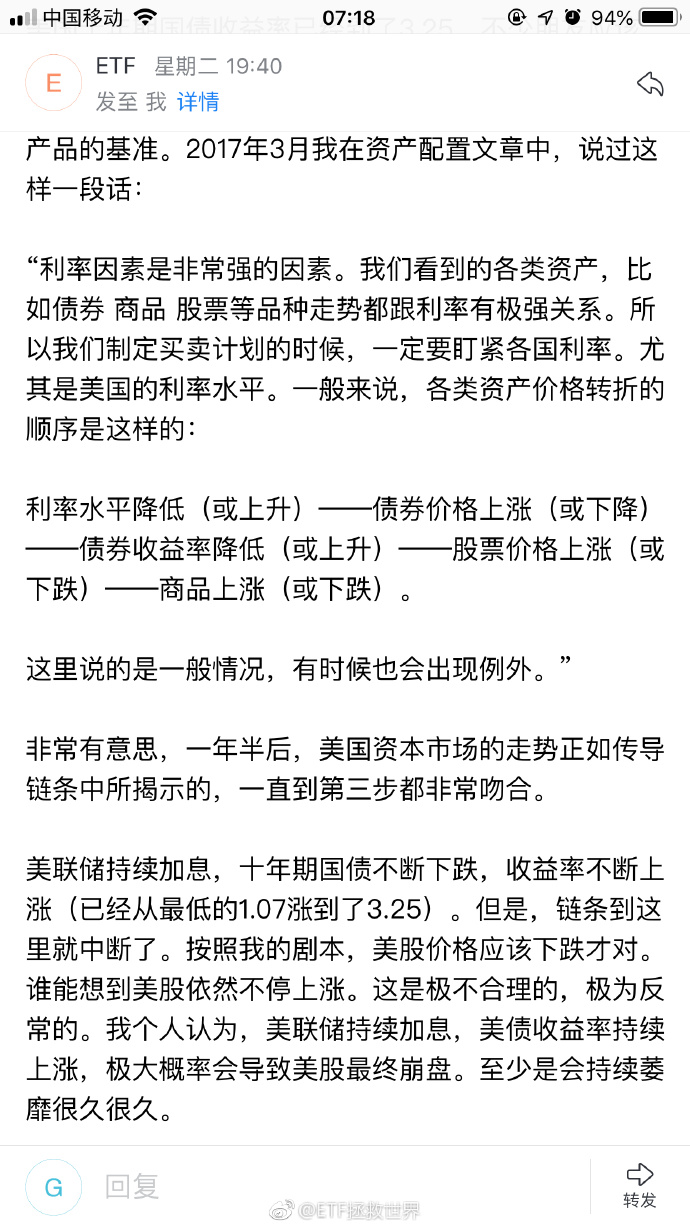 中国移动 07:18 94%
ETF 星期二 19:40
E
发至 我 详情
产品的基准。2017年3月我在资产配置文章中，说过这
样一段话：
“利率因素是非常强的因素。我们看到的各类资产，比
如债券 商品 股票等品种走势都跟利率有极强关系。所
以我们制定买卖计划的时候，一定要盯紧各国利率。尤
其是美国的利率水平。一般来说，各类资产价格转折的
顺序是这样的：
利率水平降低（或上升）——债券价格上涨（或下降）
——债券收益率降低（或上升）——股票价格上涨（或
下跌）——商品上涨（或下跌）。
这里说的是一般情况，有时候也会出现例外。”
非常有意思，一年半后，美国资本市场的走势正如传导
链条中所揭示的，一直到第三步都非常吻合。
美联储持续加息，十年期国债不断下跌，收益率不断上
涨（已经从最低的1.07涨到了3.25）。但是，链条到这
里就中断了。按照我的剧本，美股价格应该下跌才对。
谁能想到美股依然不停上涨。这是极不合理的，极为反
常的。我个人认为，美联储持续加息，美债收益率持续
上涨，极大概率会导致美股最终崩盘。至少是会持续萎
靡很久很久。
G 回复
转发
@ETF拯救世界